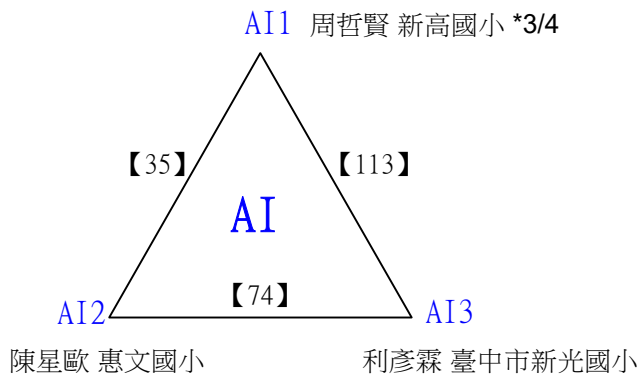 AI1 周哲賢 新高國小 *3/4
【35】 【113】
AI
【74】
AI2 AI3
陳星歐 惠文國小 利彥霖 臺中市新光國小